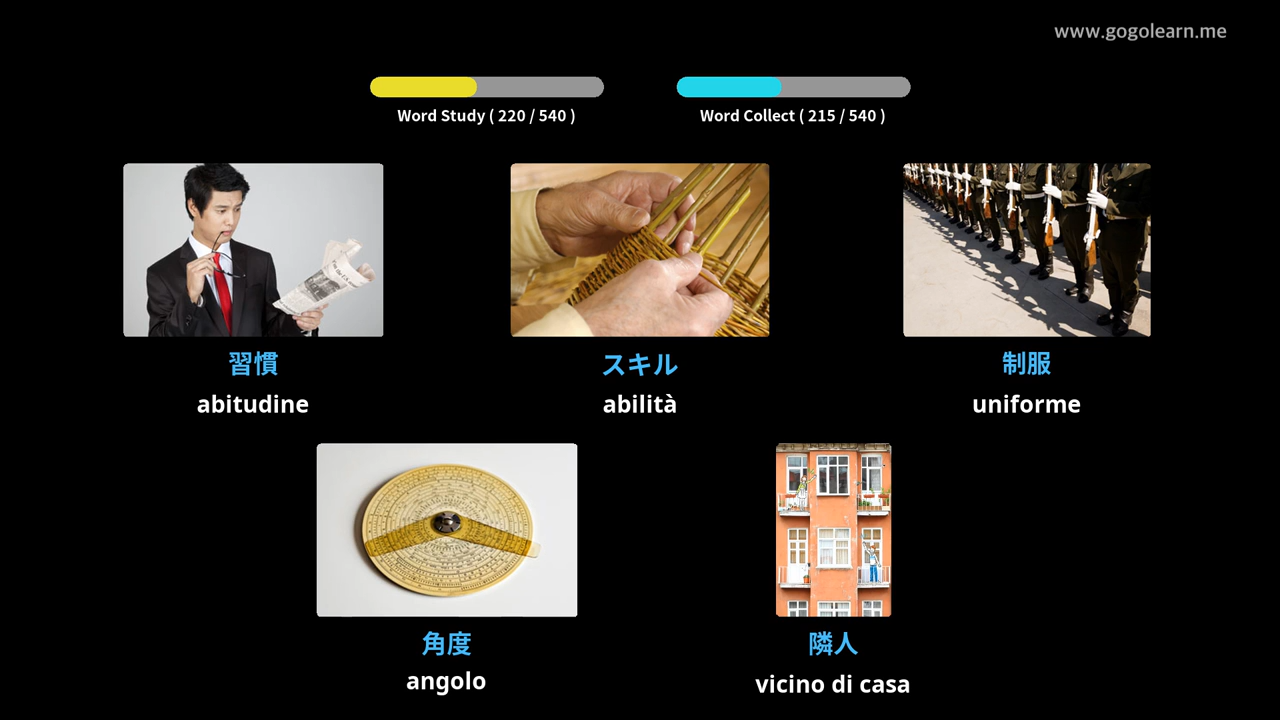 www.gogolearn.me
Word Study ( 220 / 540 )
Word Collect ( 215 / 540 )
習慣
abitudine
スキル
abilità
制服
uniforme
角度
angolo
隣人
vicino di casa